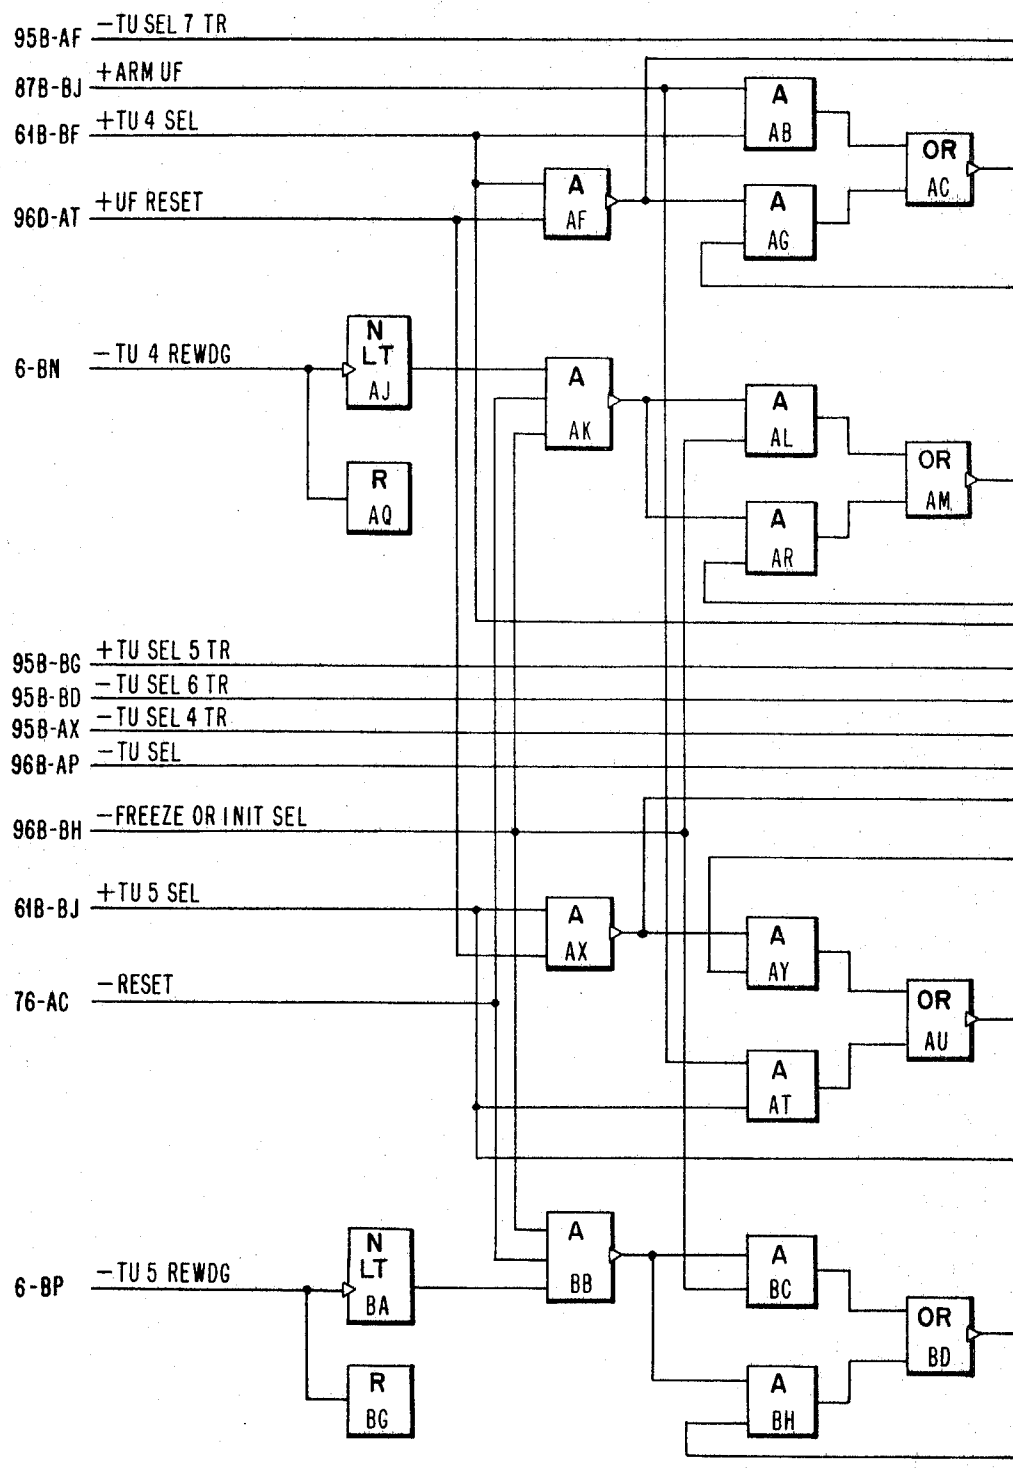 95B-AF −TU SEL 7 TR
87B-BJ +ARM UF
A
AB
61B-BF +TU 4 SEL
OR
AC
A
AF
A
AG
96D-AT +UF RESET
N
LT
AJ
6-BN −TU 4 REWDG
A
AK
A
AL
OR
AM
R
AQ
A
AR
95B-BG +TU SEL 5 TR
95B-BD −TU SEL 6 TR
95B-AX −TU SEL 4 TR
96B-AP −TU SEL
96B-BH −FREEZE OR INIT SEL
61B-BJ +TU 5 SEL
A
AX
A
AY
76-AC −RESET
OR
AU
A
AT
N
LT
BA
6-BP −TU 5 REWDG
A
BB
A
BC
OR
BD
R
BG
A
BH